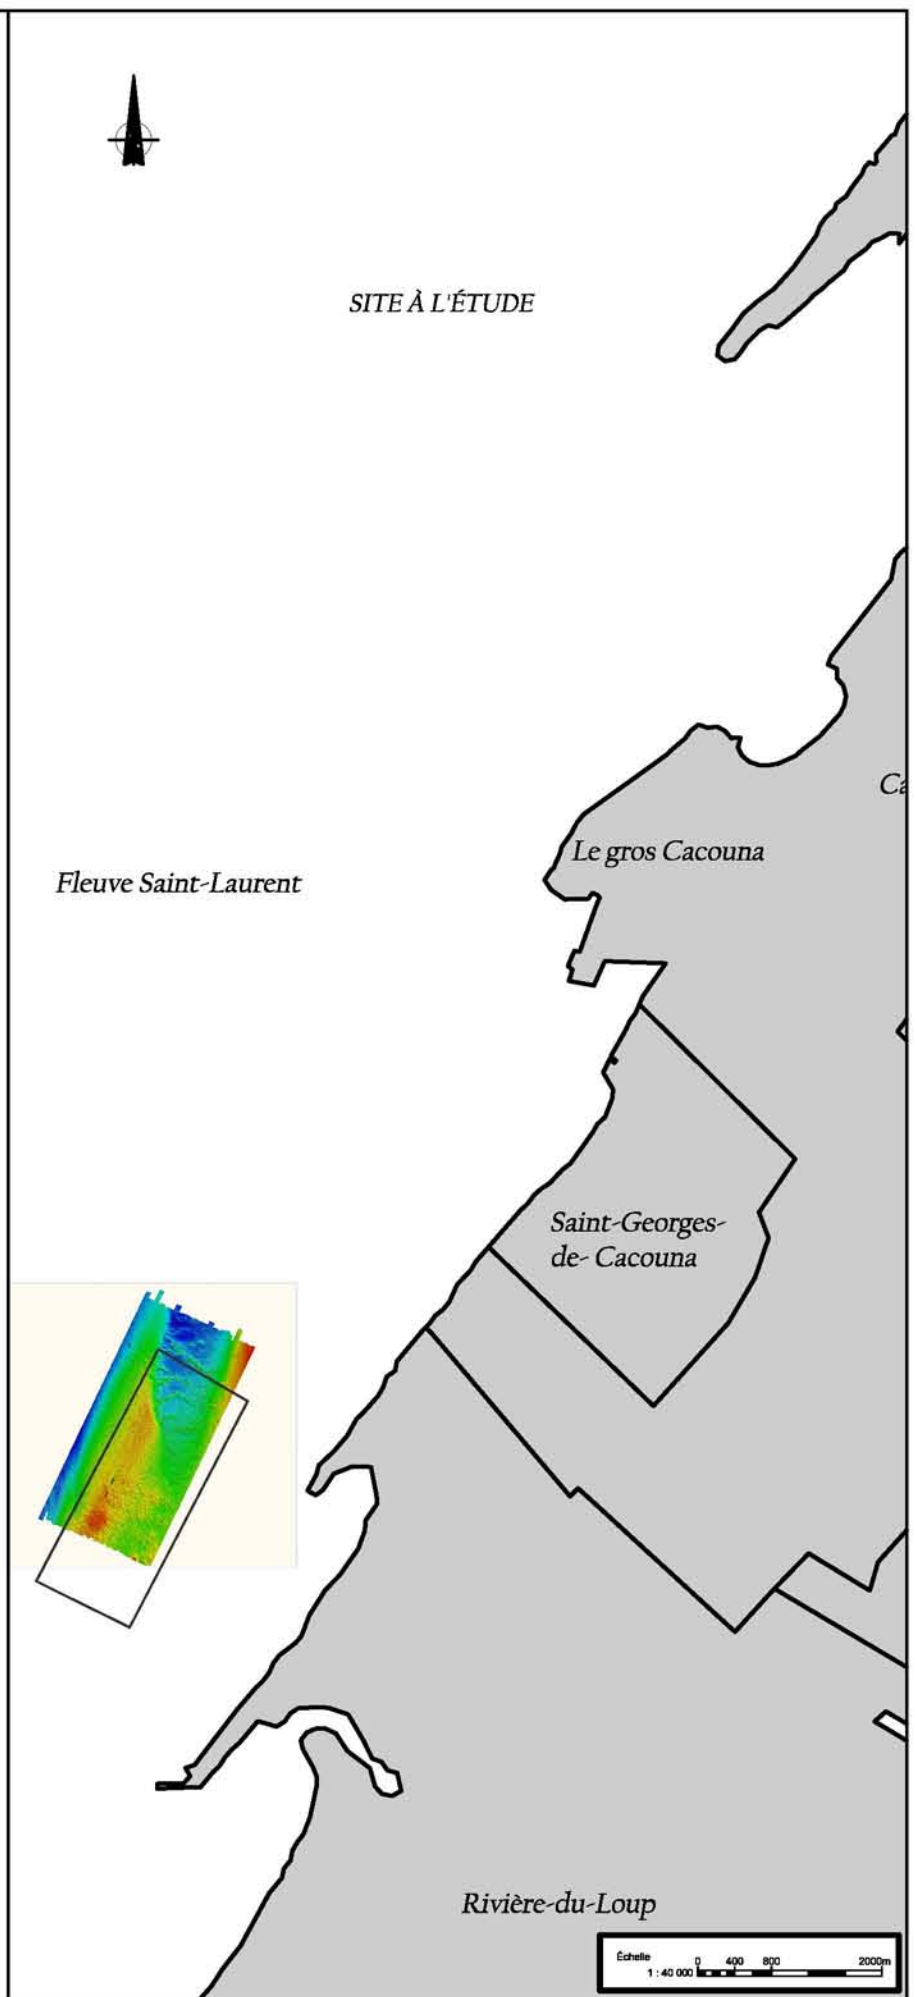 SITE À L'ÉTUDE
Ca
Le gros Cacouna
Fleuve Saint-Laurent
Saint-Georges-
de- Cacouna
Rivière-du-Loup
Échelle
0 400 800 2000m
1 : 40 000